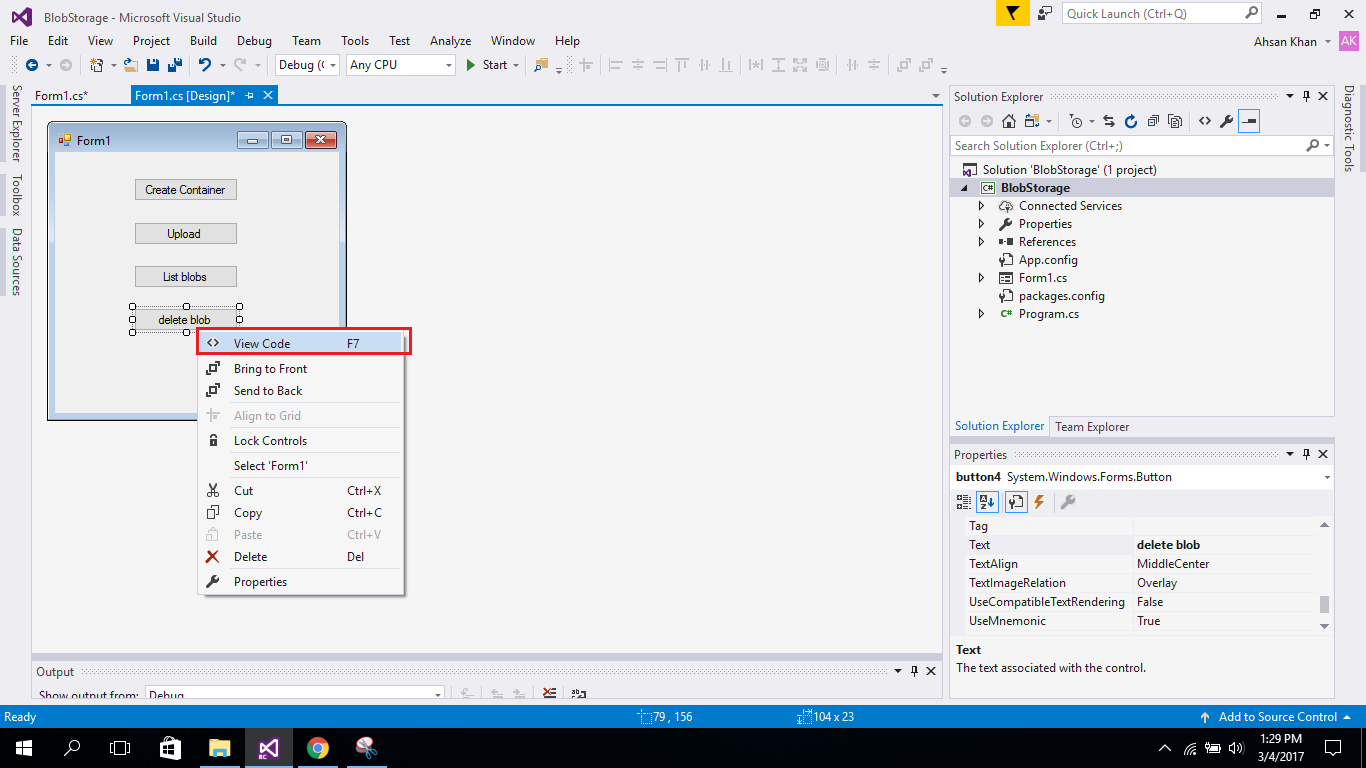 BlobStorage - Microsoft Visual Studio
Quick Launch (Ctrl+Q)
File Edit View Project Build Debug Team Tools Test Analyze Window Help
Ahsan Khan AK
Debug (
Any CPU
Start
Server Explorer
Toolbox
Data Sources
Form1.cs*
Form1.cs [Design]*
Form1
Create Container
Upload
List blobs
delete blob
View Code F7
Bring to Front
Send to Back
Align to Grid
Lock Controls
Select 'Form1'
Cut Ctrl+X
Copy Ctrl+C
Paste Ctrl+V
Delete Del
Properties
Solution Explorer
Search Solution Explorer (Ctrl+;)
Solution 'BlobStorage' (1 project)
C# BlobStorage
Connected Services
Properties
References
App.config
Form1.cs
packages.config
C# Program.cs
Solution Explorer Team Explorer
Diagnostic Tools
Properties
button4 System.Windows.Forms.Button
Tag
Text delete blob
TextAlign MiddleCenter
TextImageRelation Overlay
UseCompatibleTextRendering False
UseMnemonic True
Text
The text associated with the control.
Output
Show output from: Debug
Ready
79 , 156
104 x 23
Add to Source Control
RC
1:29 PM
3/4/2017